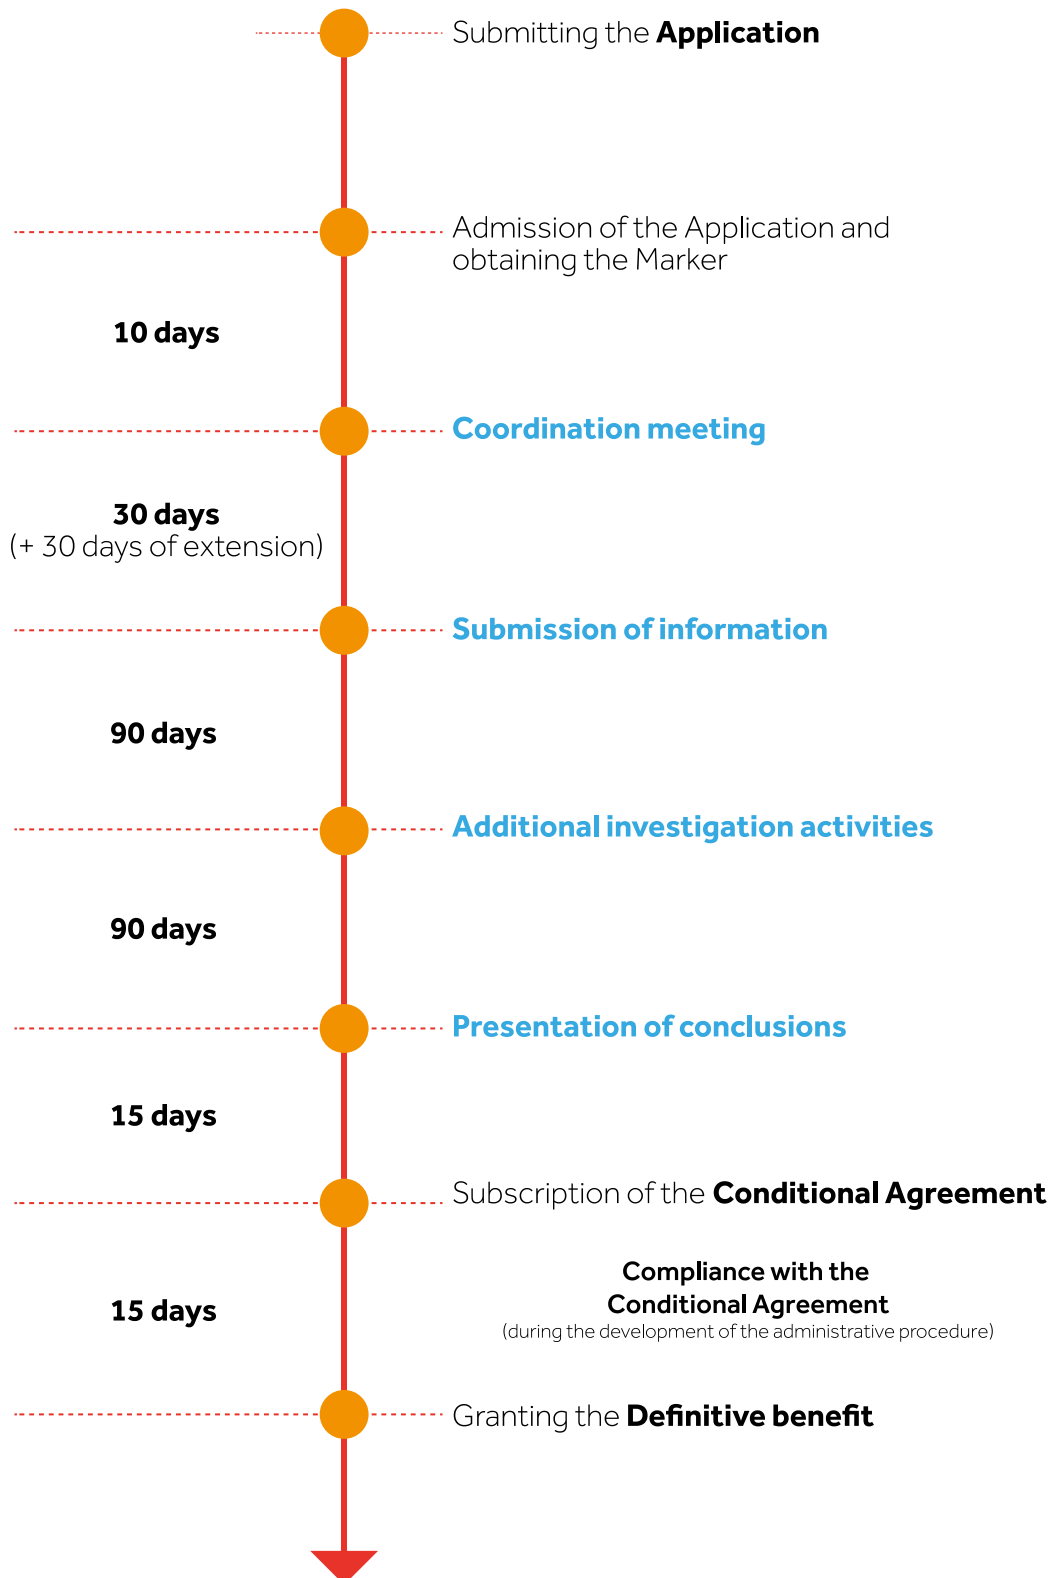 Submitting the Application
Admission of the Application and
obtaining the Marker
10 days
Coordination meeting
30 days
(+ 30 days of extension)
Submission of information
90 days
Additional investigation activities
90 days
Presentation of conclusions
15 days
Subscription of the Conditional Agreement
Compliance with the
Conditional Agreement
(during the development of the administrative procedure)
15 days
Granting the Definitive benefit